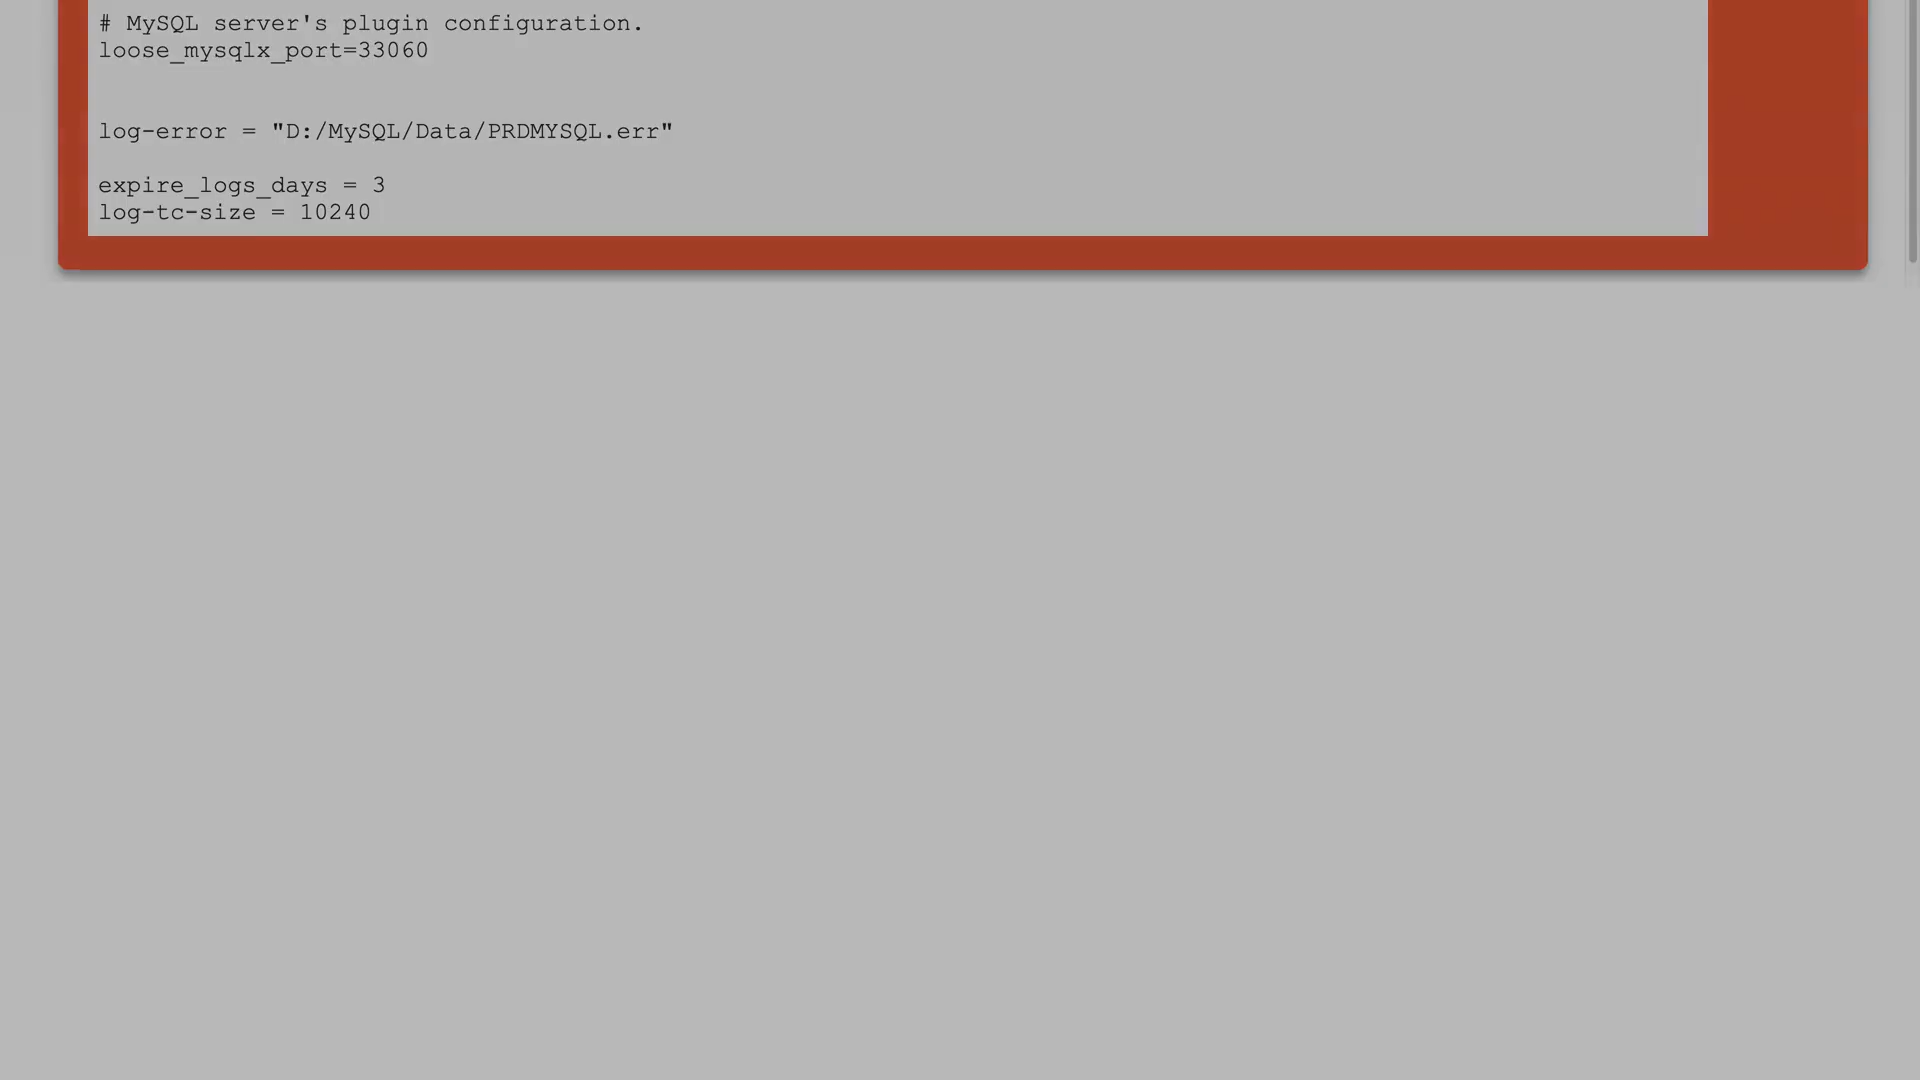 # MySQL server's plugin configuration.
loose_mysqlx_port=33060
log-error = "D:/MySQL/Data/PRDMYSQL.err"
expire_logs_days = 3
log-tc-size = 10240